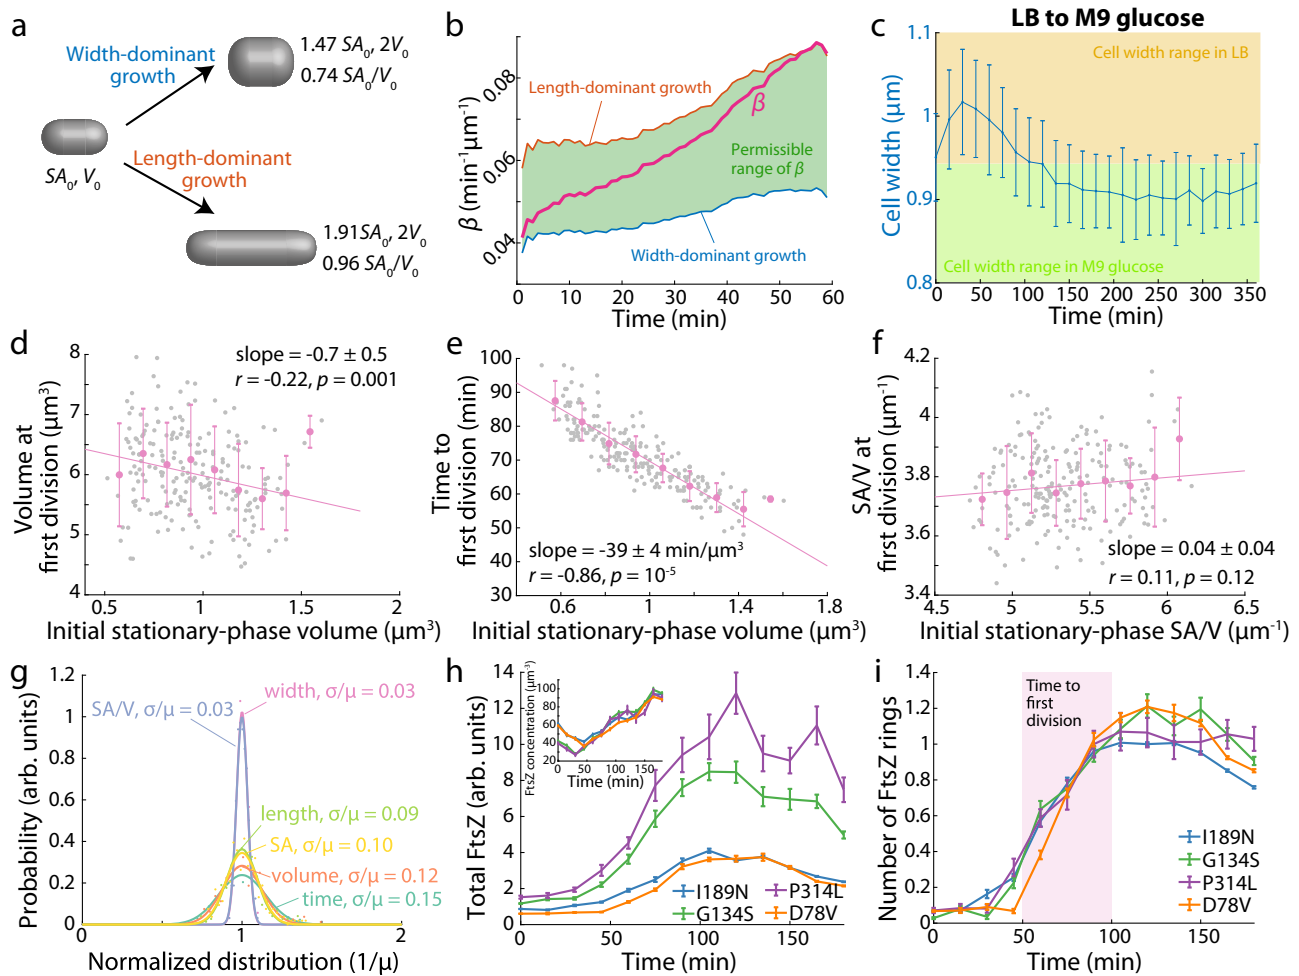 a
Width-dominant
growth
1.47 SA₀, 2V₀
0.74 SA₀/V₀
SA₀, V₀
Length-dominant
growth
1.91SA₀, 2V₀
0.96 SA₀/V₀
b
β (min⁻¹μm⁻¹)
0.08
0.06
0.04
Length-dominant growth
β
Permissible
range of β
Width-dominant growth
0 10 20 30 40 50 60
Time (min)
c
LB to M9 glucose
Cell width (μm)
1.1
1
0.9
0.8
Cell width range in LB
Cell width range in M9 glucose
0 50 100 150 200 250 300 350
Time (min)
d
Volume at
first division (μm³)
8
7
6
5
4
slope = -0.7 ± 0.5
r = -0.22, p = 0.001
0.5 1 1.5 2
Initial stationary-phase volume (μm³)
e
Time to
first division (min)
100
90
80
70
60
50
40
30
slope = -39 ± 4 min/μm³
r = -0.86, p = 10⁻⁵
0.6 1 1.4 1.8
Initial stationary-phase volume (μm³)
f
SA/V at
first division (μm⁻¹)
4.2
4
3.8
3.6
3.4
slope = 0.04 ± 0.04
r = 0.11, p = 0.12
4.5 5 5.5 6 6.5
Initial stationary-phase SA/V (μm⁻¹)
g
Probability (arb. units)
1.2
1
0.8
0.6
0.4
0.2
0
width, σ/μ = 0.03
SA/V, σ/μ = 0.03
length, σ/μ = 0.09
SA, σ/μ = 0.10
volume, σ/μ = 0.12
time, σ/μ = 0.15
0 1 2
Normalized distribution (1/μ)
h
Total FtsZ (arb. units)
14
12
10
8
6
4
2
0
FtsZ concentration (μm⁻³)
100
80
60
40
20
0 50 100 150
Time (min)
I189N
G134S
P314L
D78V
0 50 100 150
Time (min)
i
Number of FtsZ rings
1.4
1.2
1
0.8
0.6
0.4
0.2
0
Time to
first
division
I189N
G134S
P314L
D78V
0 50 100 150
Time (min)